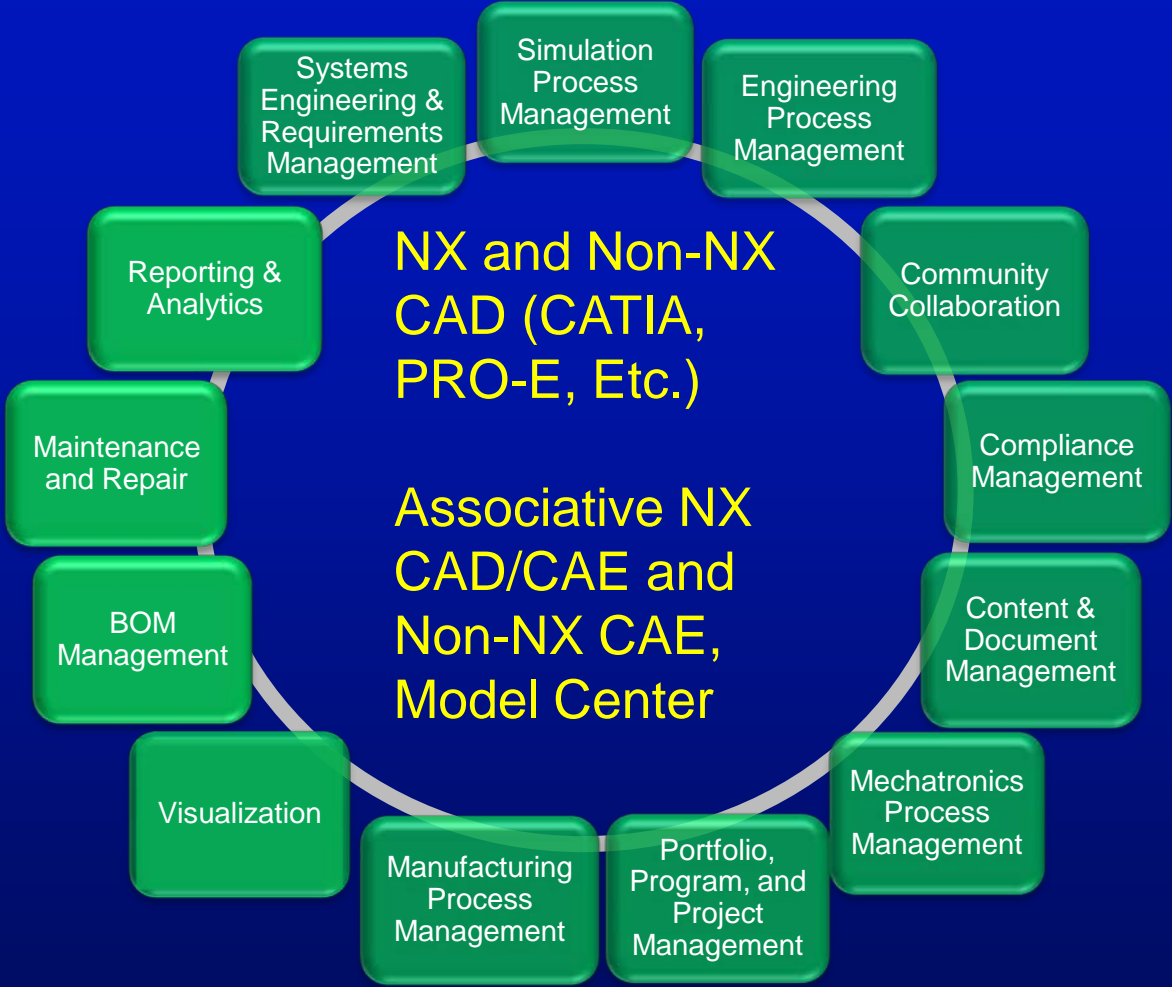 Simulation
Process
Management
Engineering
Process
Management
Community
Collaboration
Compliance
Management
Content &
Document
Management
Mechatronics
Process
Management
Portfolio,
Program, and
Project
Management
Manufacturing
Process
Management
Visualization
BOM
Management
Maintenance
and Repair
Reporting &
Analytics
Systems
Engineering &
Requirements
Management
NX and Non-NX
CAD (CATIA,
PRO-E, Etc.)
Associative NX
CAD/CAE and
Non-NX CAE,
Model Center